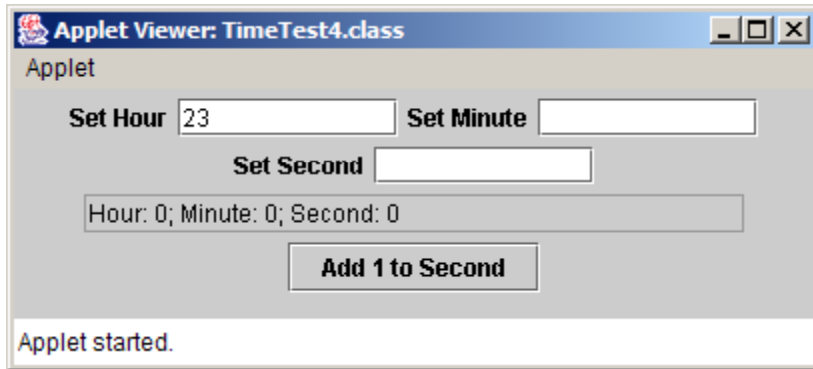 Applet Viewer: TimeTest4.class
Applet
Set Hour 23 Set Minute
Set Second
Hour: 0; Minute: 0; Second: 0
Add 1 to Second
Applet started.